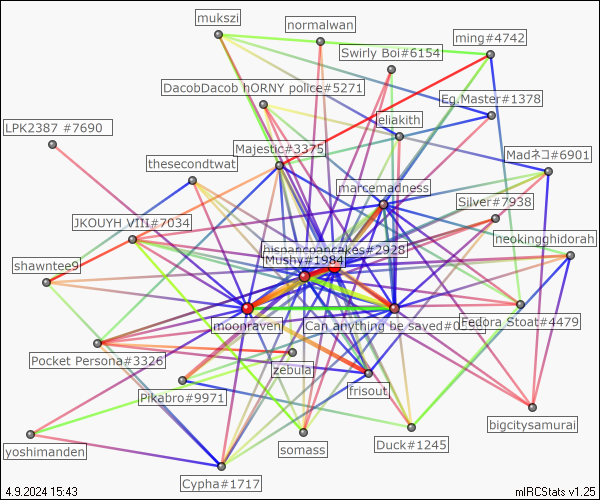 mukszi
normalwan
ming#4742
Swirly Boi#6154
DacobDacob hORNY police#5271
Eg.Master#1378
LPK2387 #7690
eliakith
Majestic#3375
Madネコ#6901
thesecondtwat
marcemadness
Silver#7938
JKOUYH VIII#7034
neokingghidorah
hispanicpancakes#2928
Mushy#1984
shawntee9
moonraven
Can anything be saved#05
Fedora Stoat#4479
Pocket Persona#3326
zebula
frisout
Pikabro#9971
bigcitysamurai
yoshimanden
somass
Duck#1245
Cypha#1717
4.9.2024 15:43
mIRCStats v1.25